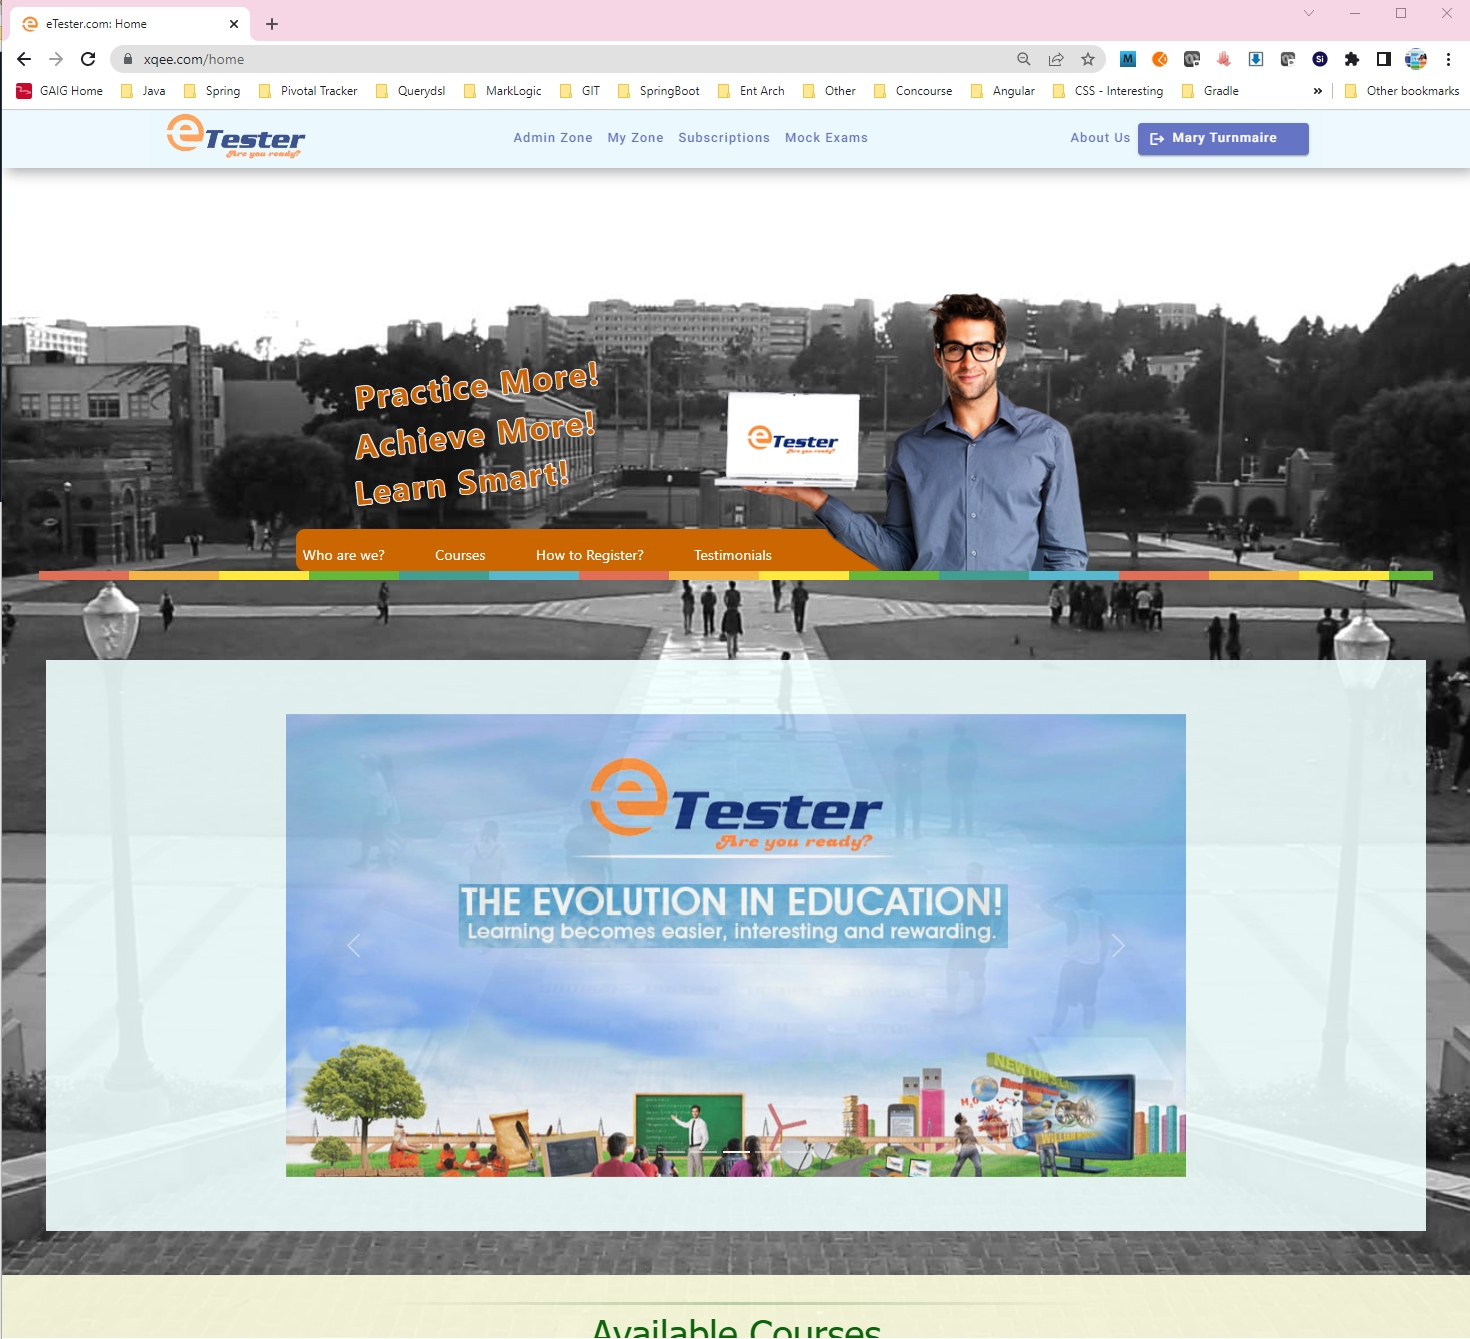 eTester.com: Home
xqee.com/home
GAIG Home Java Spring Pivotal Tracker Querydsl MarkLogic GIT SpringBoot Ent Arch Other Concourse Angular CSS - Interesting Gradle » Other bookmarks
eTester
Are you ready?
Admin Zone My Zone Subscriptions Mock Exams About Us Mary Turnmaire
Practice More!
Achieve More!
Learn Smart!
eTester
Are you ready?
Who are we? Courses How to Register? Testimonials
eTester
Are you ready?
THE EVOLUTION IN EDUCATION!
Learning becomes easier, interesting and rewarding.
H₂O
Available Courses